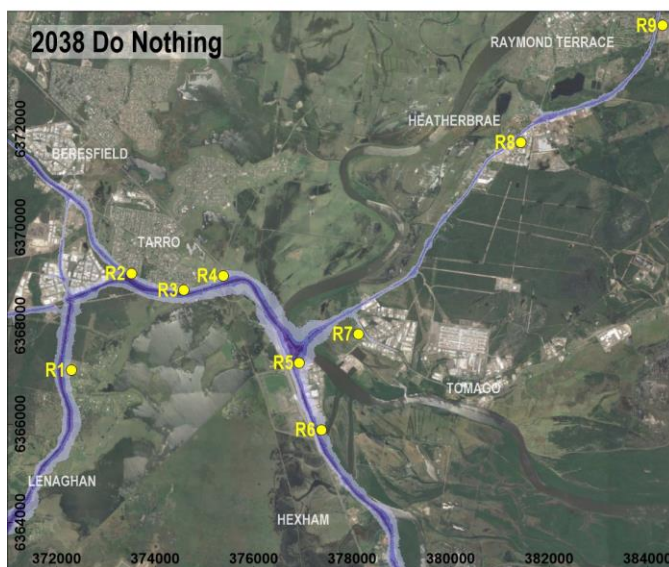 2038 Do Nothing
R9
RAYMOND TERRACE
HEATHERBRAE
R8
BERESFIELD
TARRO
R2
R4
R3
R7
R5
R1
TOMAGO
R6
LENAGHAN
HEXHAM
6372000
6370000
6368000
6366000
6364000
372000 374000 376000 378000 380000 382000 384000